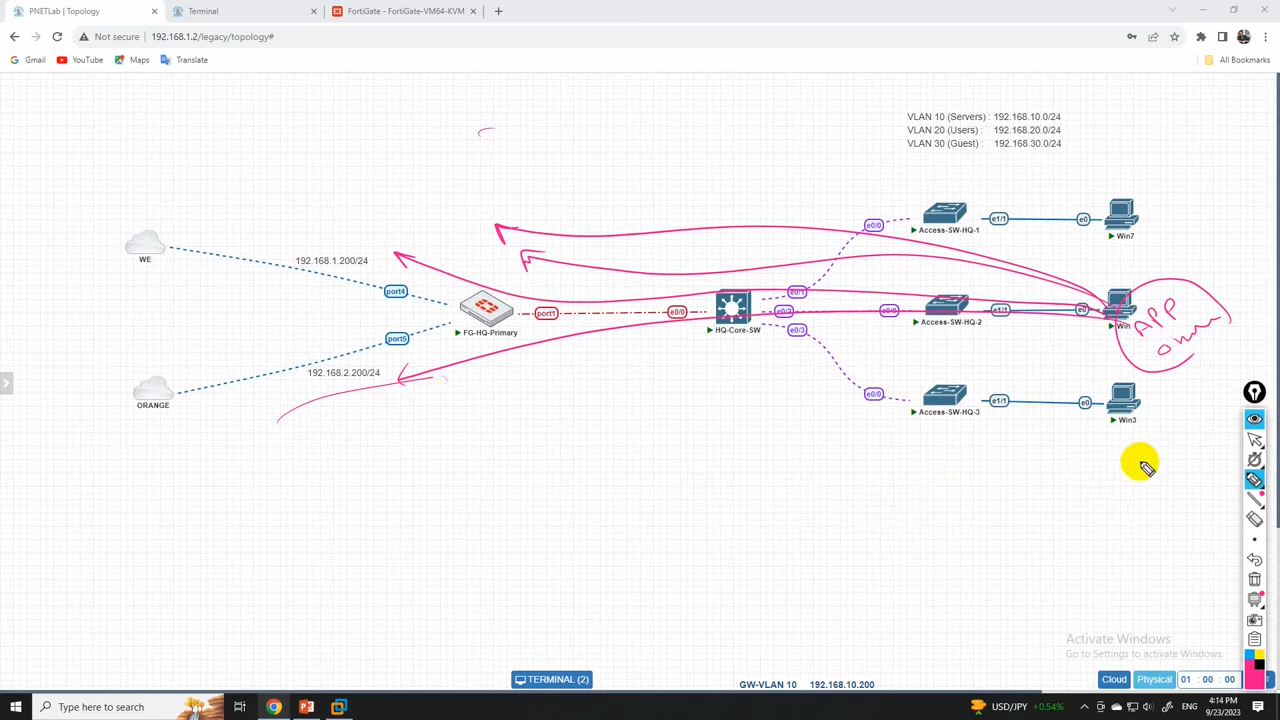 PNETLab | Topology
Terminal
FortiGate - FortiGate-VM64-KVM
Not secure
192.168.1.2/legacy/topology#
Gmail
YouTube
Maps
Translate
All Bookmarks
VLAN 10 (Servers) : 192.168.10.0/24
VLAN 20 (Users) : 192.168.20.0/24
VLAN 30 (Guest) : 192.168.30.0/24
e0/0
Access-SW-HQ-1
e1/1
e0
Win7
WE
192.168.1.200/24
port4
FG-HQ-Primary
port1
e0/0
HQ-Core-SW
e0/1
e0/2
e0/3
e0/0
Access-SW-HQ-2
e1/1
e0
Win
APP
port5
192.168.2.200/24
ORANGE
e0/0
Access-SW-HQ-3
e1/1
e0
Win3
Activate Windows
Go to Settings to activate Windows.
TERMINAL (2)
GW-VLAN 10 192.168.10.200
Cloud
Physical
01 : 00 : 00
Type here to search
USD/JPY +0.54%
ENG
4:14 PM
9/23/2023